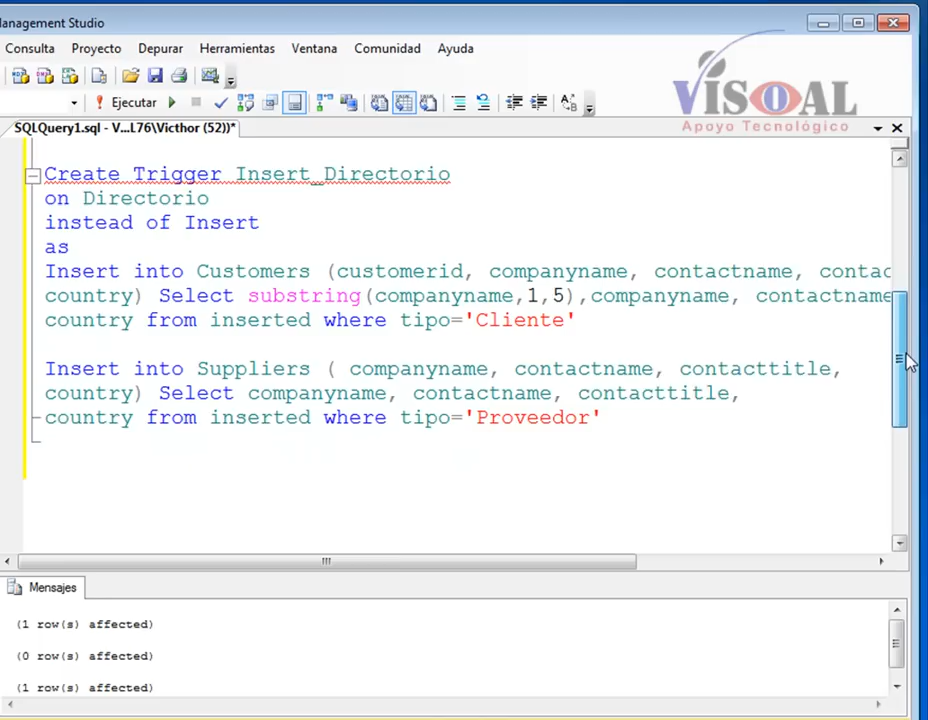 anagement Studio
Consulta Proyecto Depurar Herramientas Ventana Comunidad Ayuda
Ejecutar
VISOAL
Apoyo Tecnológico
SQLQuery1.sql - V...L76\Victhor (52))*
Create Trigger Insert_Directorio
on Directorio
instead of Insert
as
Insert into Customers (customerid, companyname, contactname, contac
country) Select substring(companyname,1,5),companyname, contactname
country from inserted where tipo='Cliente'
Insert into Suppliers ( companyname, contactname, contacttitle,
country) Select companyname, contactname, contacttitle,
country from inserted where tipo='Proveedor'
Mensajes
(1 row(s) affected)
(0 row(s) affected)
(1 row(s) affected)